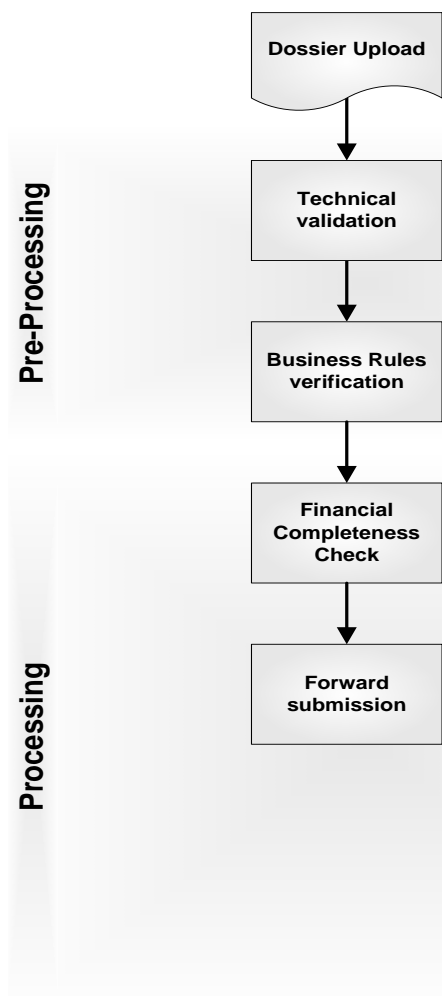 Dossier Upload
Pre-Processing
Technical
validation
Business Rules
verification
Processing
Financial
Completeness
Check
Forward
submission